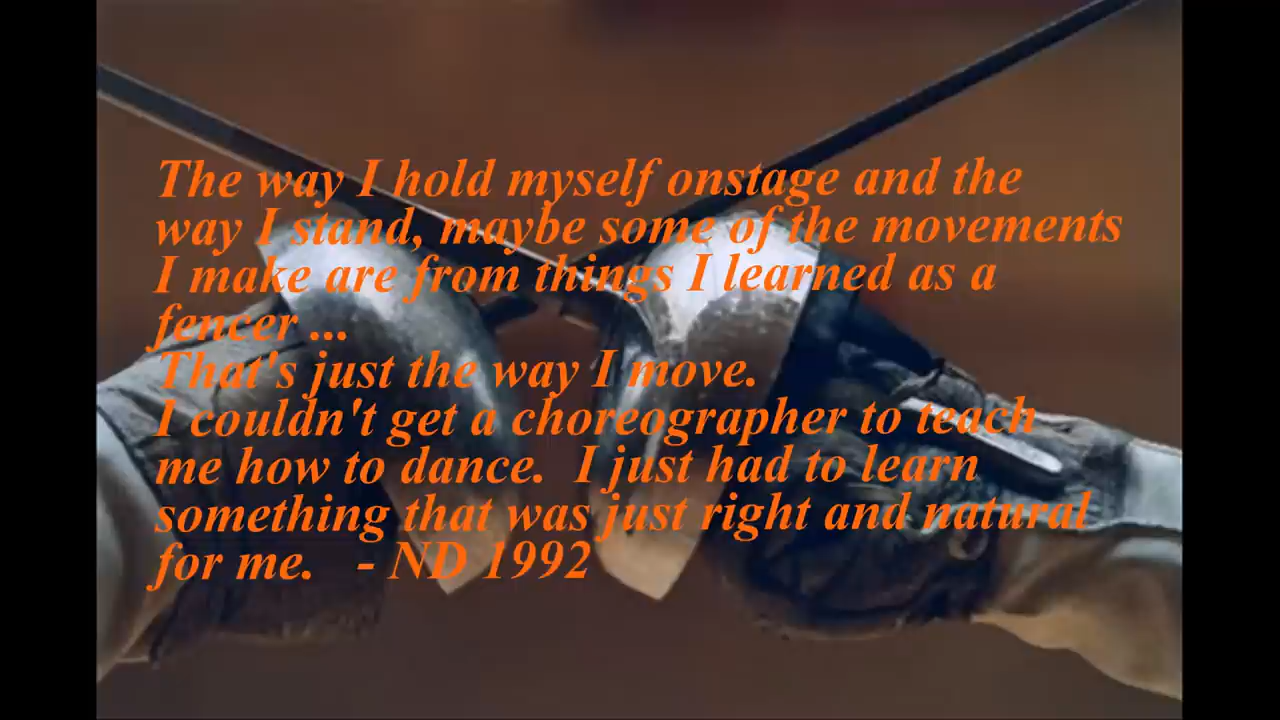 The way I hold myself onstage and the
way I stand, maybe some of the movements
I make are from things I learned as a
fencer ...
That's just the way I move.
I couldn't get a choreographer to teach
me how to dance.  I just had to learn
something that was just right and natural
for me.   - ND 1992